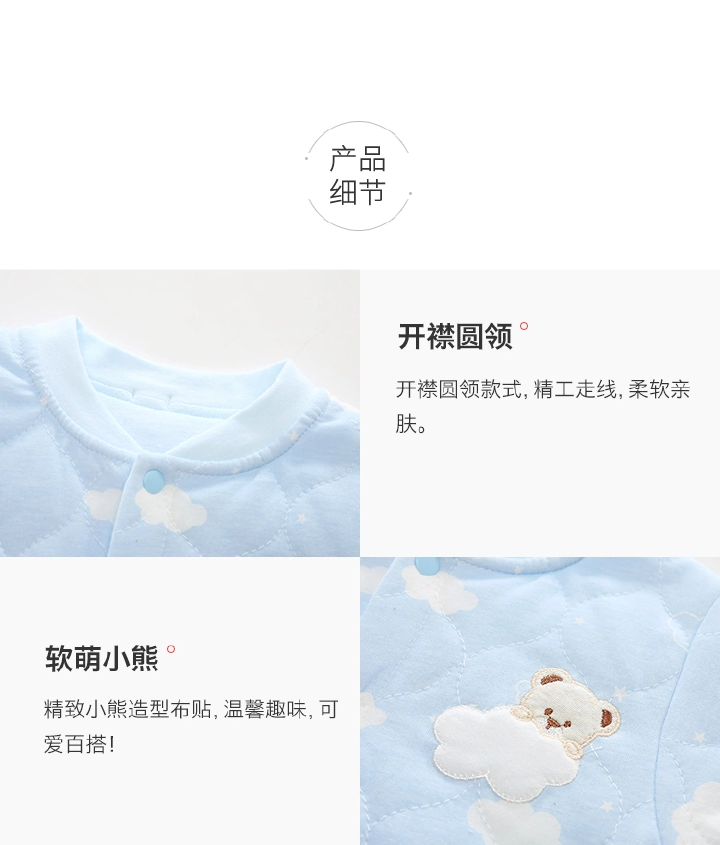 产品
细节
开襟圆领
开襟圆领款式, 精工走线, 柔软亲
肤。
软萌小熊
精致小熊造型布贴, 温馨趣味, 可
爱百搭!